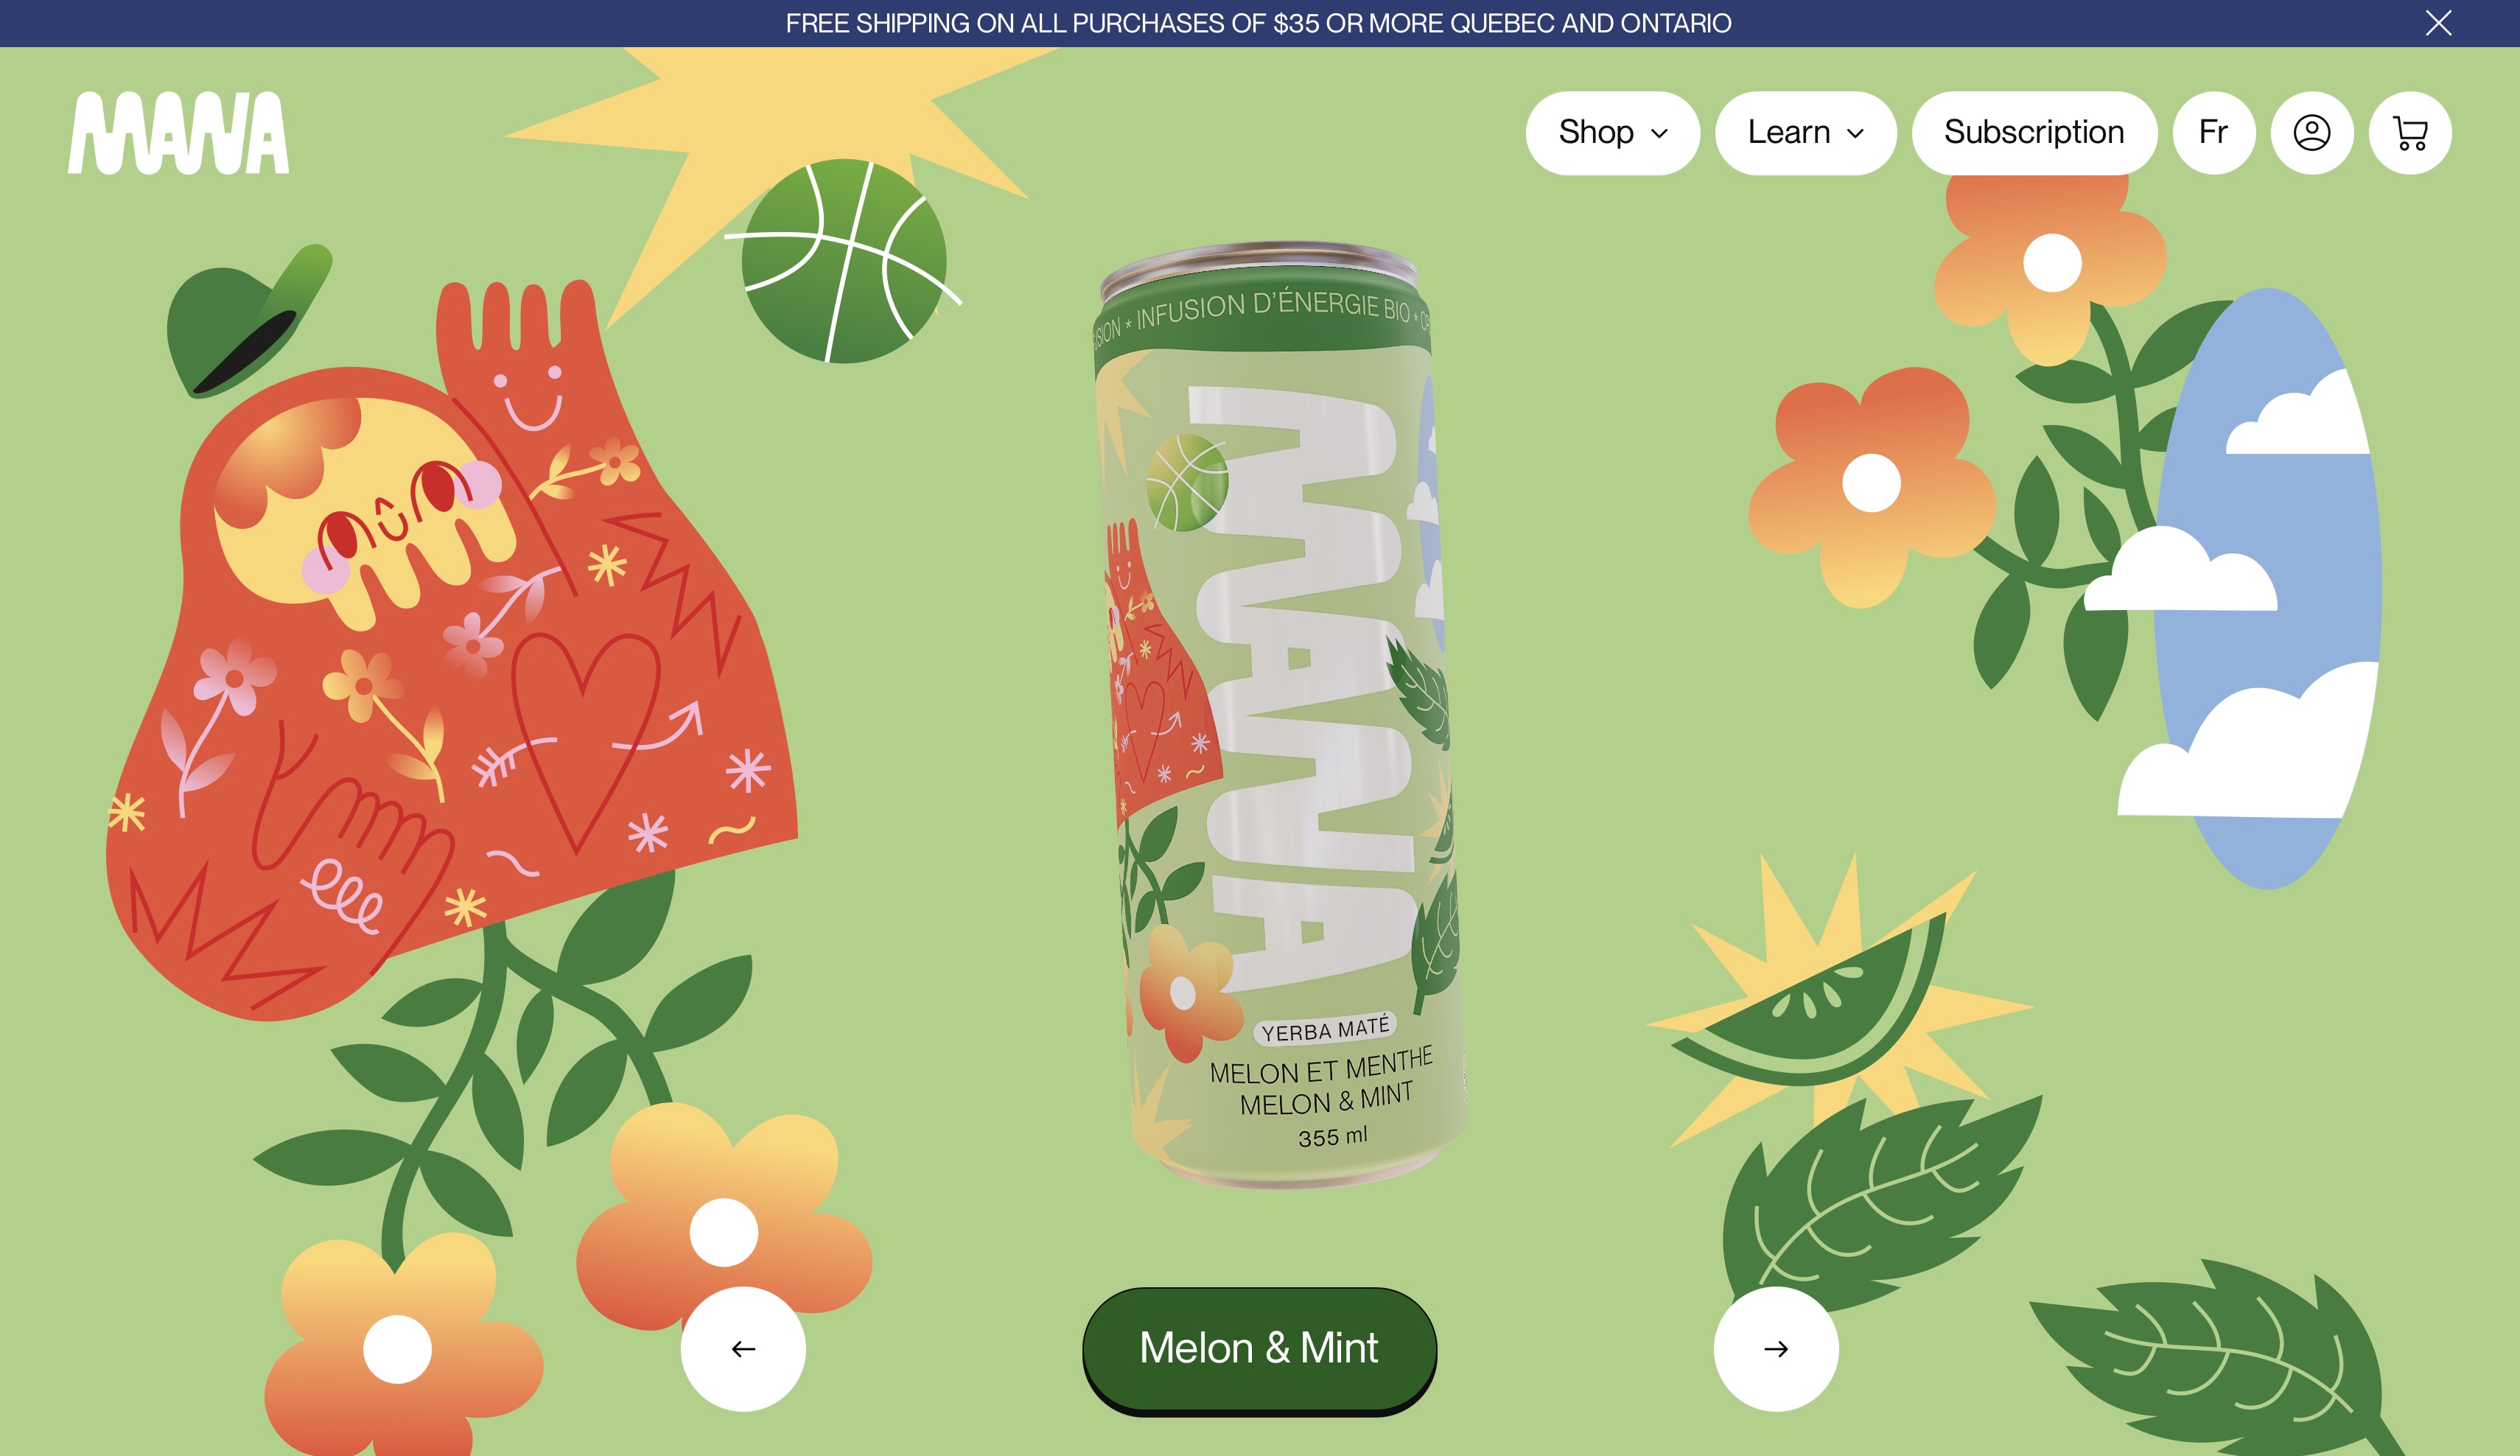 FREE SHIPPING ON ALL PURCHASES OF $35 OR MORE QUEBEC AND ONTARIO
MANA
Shop
Learn
Subscription
Fr
* INFUSION D'ÉNERGIE BIO *
MANA
YERBA MATÉ
MELON ET MENTHE
MELON & MINT
355 ml
Melon & Mint